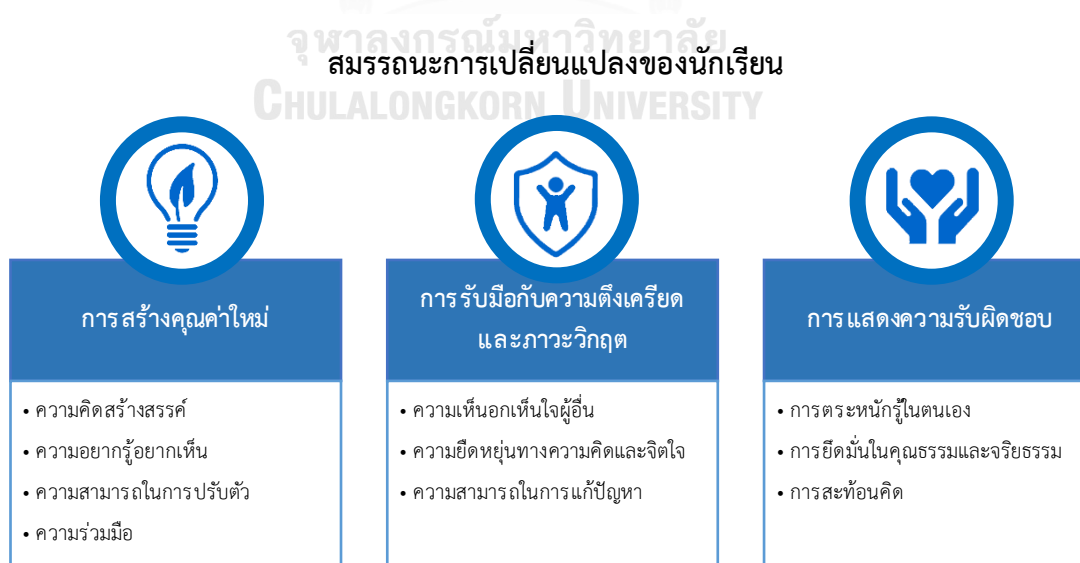 จุฬาลงกรณ์มหาวิทยาลัย
สมรรถนะการเปลี่ยนแปลงของนักเรียน
CHULALONGKORN UNIVERSITY
การสร้างคุณค่าใหม่
• ความคิดสร้างสรรค์
• ความอยากรู้อยากเห็น
• ความสามารถในการปรับตัว
• ความร่วมมือ
การรับมือกับความตึงเครียด
และภาวะวิกฤต
• ความเห็นอกเห็นใจผู้อื่น
• ความยืดหยุ่นทางความคิดและจิตใจ
• ความสามารถในการแก้ปัญหา
การแสดงความรับผิดชอบ
• การตระหนักรู้ในตนเอง
• การยึดมั่นในคุณธรรมและจริยธรรม
• การสะท้อนคิด